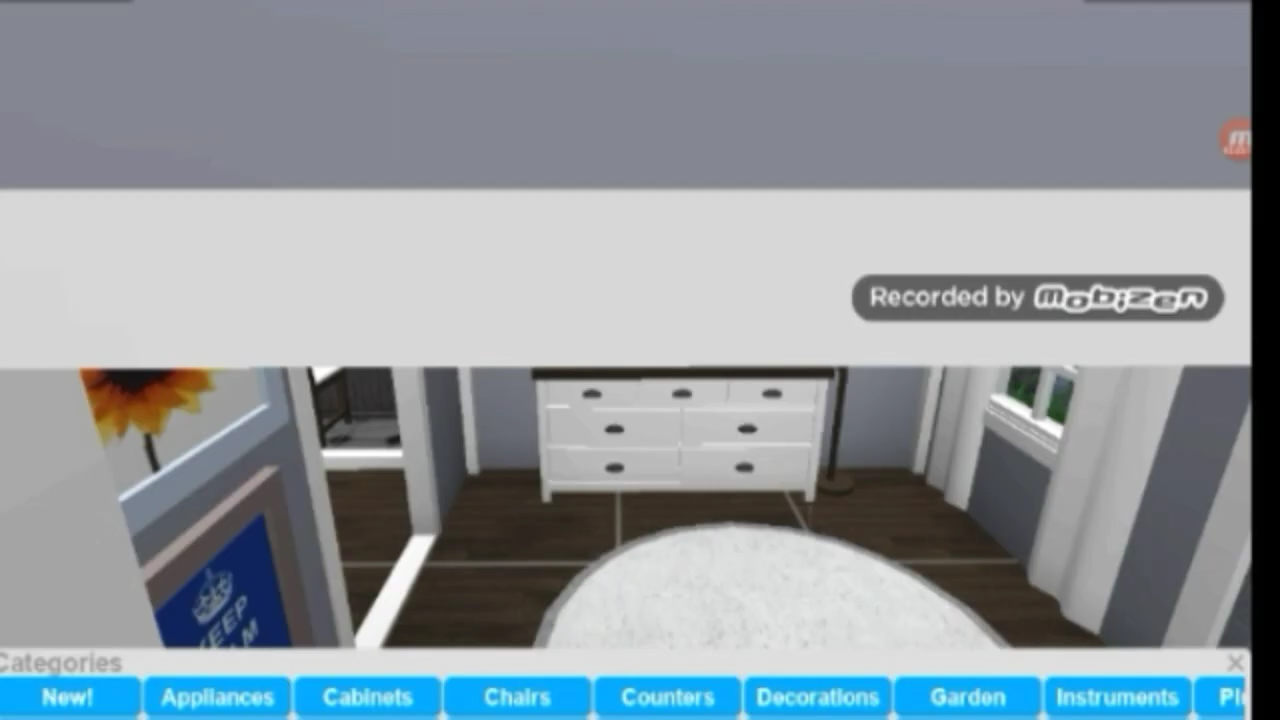 Recorded by mobizen
KEEP
Categories
New!
Appliances
Cabinets
Chairs
Counters
Decorations
Garden
Instruments